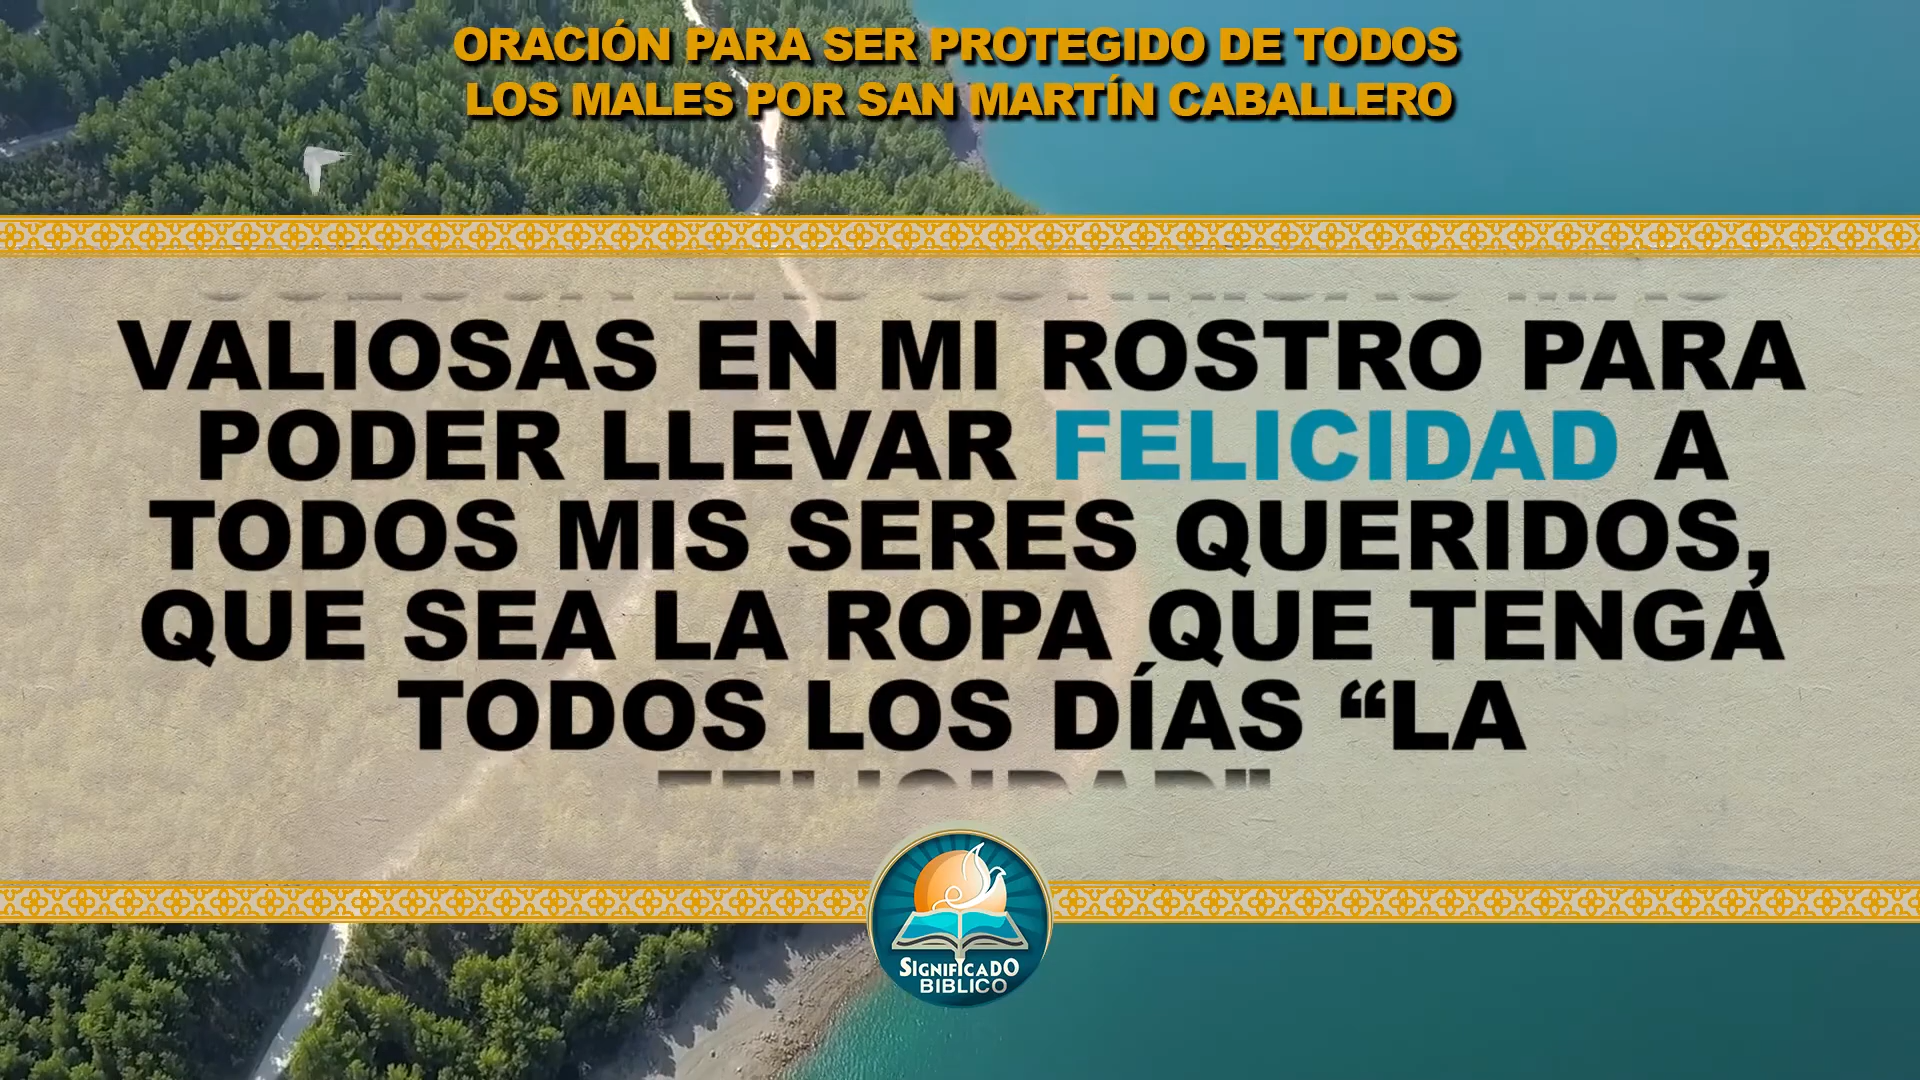 ORACIÓN PARA SER PROTEGIDO DE TODOS
LOS MALES POR SAN MARTÍN CABALLERO
VALIOSAS EN MI ROSTRO PARA
PODER LLEVAR FELICIDAD A
TODOS MIS SERES QUERIDOS,
QUE SEA LA ROPA QUE TENGA
TODOS LOS DÍAS “LA
FELICIDAD"
SIGNIFICADO
BIBLICO